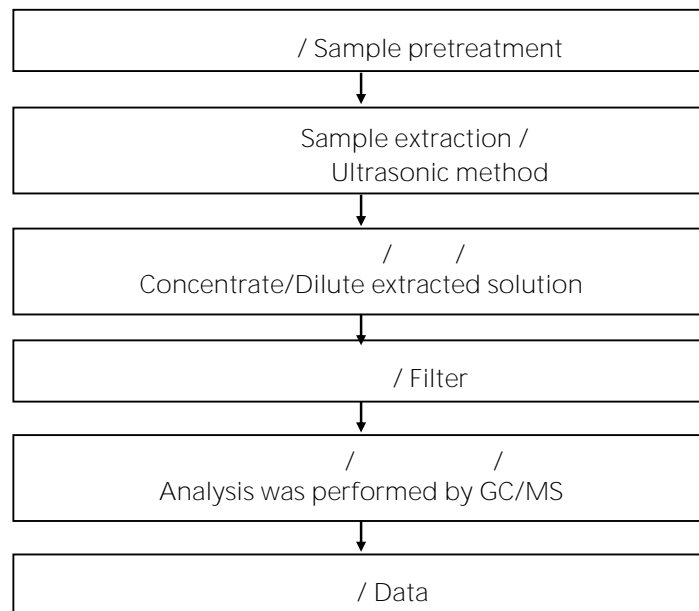 / Sample pretreatment
Sample extraction /
Ultrasonic method
/ /
Concentrate/Dilute extracted solution
/ Filter
/ /
Analysis was performed by GC/MS
/ Data